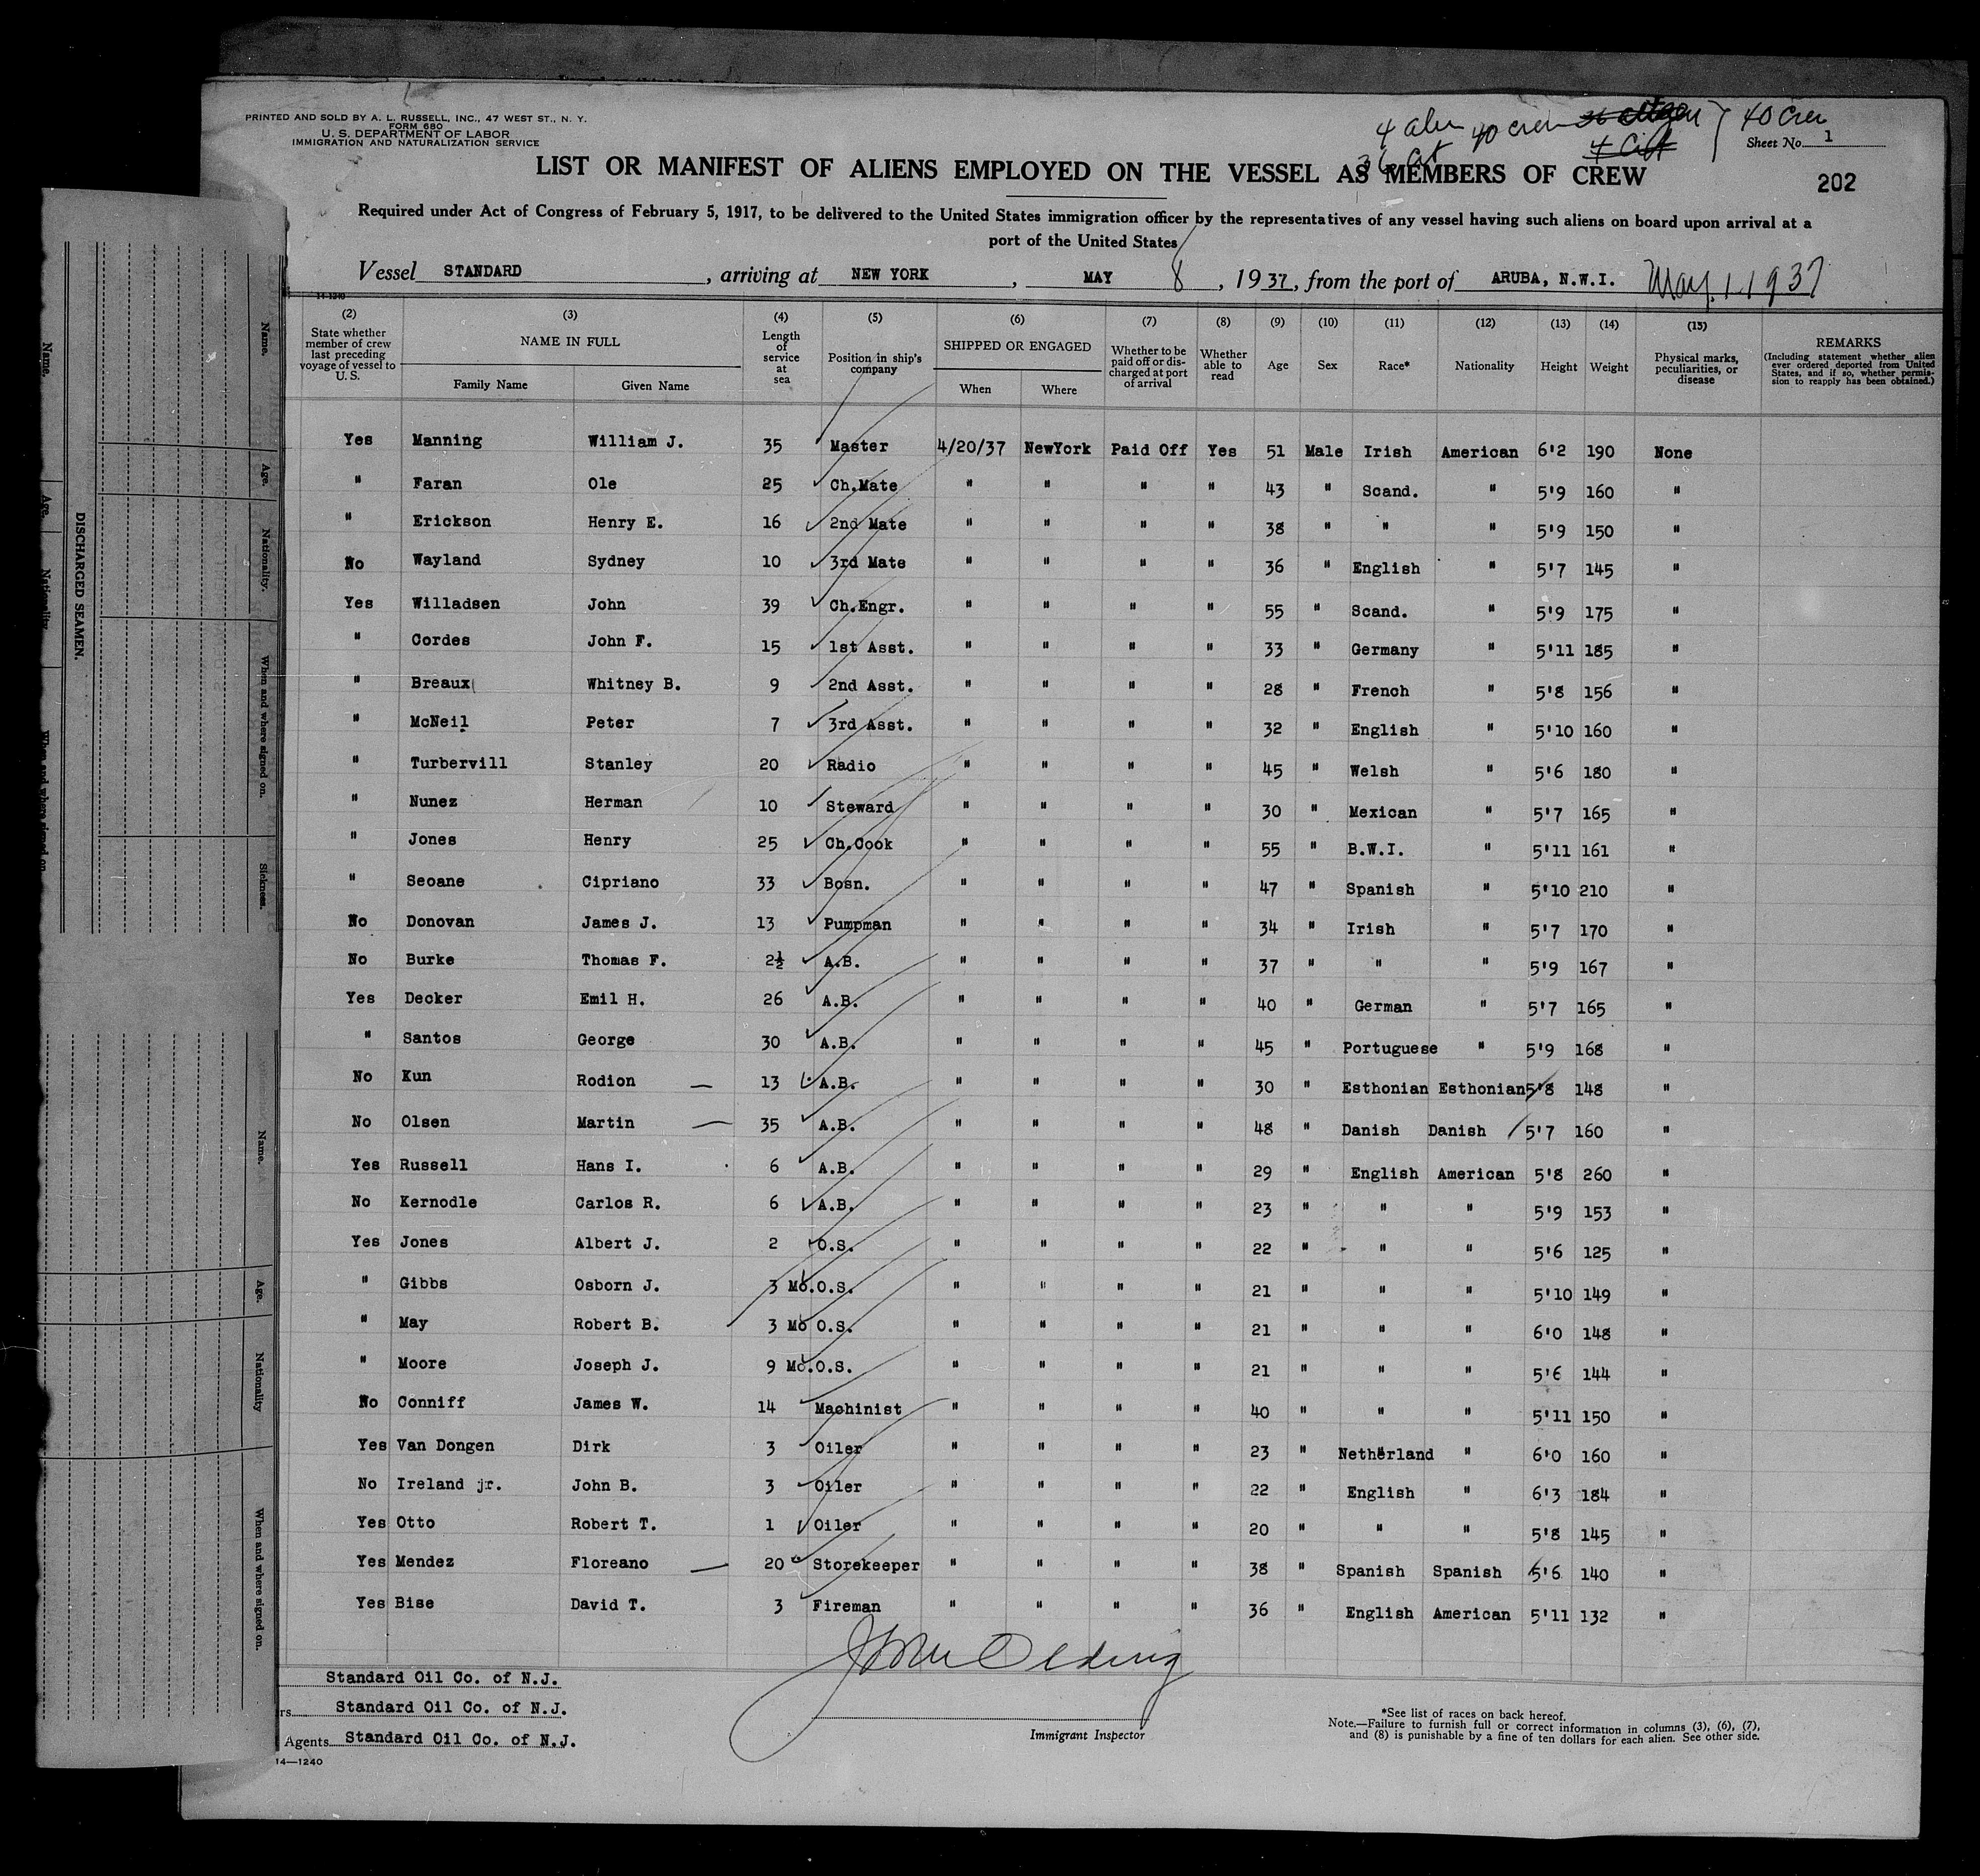 PRINTED AND SOLD BY A. L. RUSSELL, INC., 47 WEST ST., N. Y.
FORM 680
U. S. DEPARTMENT OF LABOR
IMMIGRATION AND NATURALIZATION SERVICE
4 alien 40 crew 36 citizen } 40 Crew
36 cit 4 cit
Sheet No. 1
LIST OR MANIFEST OF ALIENS EMPLOYED ON THE VESSEL AS MEMBERS OF CREW
202
Required under Act of Congress of February 5, 1917, to be delivered to the United States immigration officer by the representatives of any vessel having such aliens on board upon arrival at a
port of the United States
Vessel STANDARD, arriving at NEW YORK, MAY 8, 1937, from the port of ARUBA, N.W.I. May. 1 1937
14-1240
(2) (3) (4) (5) (6) (7) (8) (9) (10) (11) (12) (13) (14) (15)
State whether member of crew last preceding voyage of vessel to U. S. NAME IN FULL Family Name Given Name Length of service at sea Position in ship's company SHIPPED OR ENGAGED When Where Whether to be paid off or discharged at port of arrival Whether able to read Age Sex Race* Nationality Height Weight Physical marks, peculiarities, or disease REMARKS (Including statement whether alien ever ordered deported from United States, and if so, whether permission to reapply has been obtained.)
Yes Manning William J. 35 Master 4/20/37 NewYork Paid Off Yes 51 Male Irish American 6'2 190 None
" Faran Ole 25 Ch.Mate " " " " 43 " Scand. " 5'9 160 "
" Erickson Henry E. 16 2nd Mate " " " " 38 " " " 5'9 150 "
No Wayland Sydney 10 3rd Mate " " " " 36 " English " 5'7 145 "
Yes Willadsen John 39 Ch.Engr. " " " " 55 " Scand. " 5'9 175 "
" Cordes John F. 15 1st Asst. " " " " 33 " Germany " 5'11 185 "
" Breaux Whitney B. 9 2nd Asst. " " " " 28 " French " 5'8 156 "
" McNeil Peter 7 3rd Asst. " " " " 32 " English " 5'10 160 "
" Turbervill Stanley 20 Radio " " " " 45 " Welsh " 5'6 180 "
" Nunez Herman 10 Steward " " " " 30 " Mexican " 5'7 165 "
" Jones Henry 25 Ch.Cook " " " " 55 " B.W.I. " 5'11 161 "
" Seoane Cipriano 33 Bosn. " " " " 47 " Spanish " 5'10 210 "
No Donovan James J. 13 Pumpman " " " " 34 " Irish " 5'7 170 "
No Burke Thomas F. 2½ A.B. " " " " 37 " " " 5'9 167 "
Yes Decker Emil H. 26 A.B. " " " " 40 " German " 5'7 165 "
" Santos George 30 A.B. " " " " 45 " Portuguese " 5'9 168 "
No Kun Rodion 13 A.B. " " " " 30 " Esthonian Esthonian 5'8 148 "
No Olsen Martin 35 A.B. " " " " 48 " Danish Danish 5'7 160 "
Yes Russell Hans I. 6 A.B. " " " " 29 " English American 5'8 260 "
No Kernodle Carlos R. 6 A.B. " " " " 23 " " " 5'9 153 "
Yes Jones Albert J. 2 O.S. " " " " 22 " " " 5'6 125 "
" Gibbs Osborn J. 3 Mo.O.S. " " " " 21 " " " 5'10 149 "
" May Robert B. 3 Mo O.S. " " " " 21 " " " 6'0 148 "
" Moore Joseph J. 9 Mo.O.S. " " " " 21 " " " 5'6 144 "
No Conniff James W. 14 Machinist " " " " 40 " " " 5'11 150 "
Yes Van Dongen Dirk 3 Oiler " " " " 23 " Netherland " 6'0 160 "
No Ireland jr. John B. 3 Oiler " " " " 22 " English " 6'3 184 "
Yes Otto Robert T. 1 Oiler " " " " 20 " " " 5'8 145 "
Yes Mendez Floreano 20 Storekeeper " " " " 38 " Spanish Spanish 5'6 140 "
Yes Bise David T. 3 Fireman " " " " 36 " English American 5'11 132 "
Standard Oil Co. of N.J.
rs Standard Oil Co. of N.J.
Agents Standard Oil Co. of N.J.
14—1240
Immigrant Inspector
*See list of races on back hereof.
Note.—Failure to furnish full or correct information in columns (3), (6), (7),
and (8) is punishable by a fine of ten dollars for each alien. See other side.
DISCHARGED SEAMEN.
Name.
Age.
Nationality.
When and where signed on.
Sickness.
Name.
Age.
Nationality
When and where signed on.
Name.
Age.
Nationality
When and where signed on